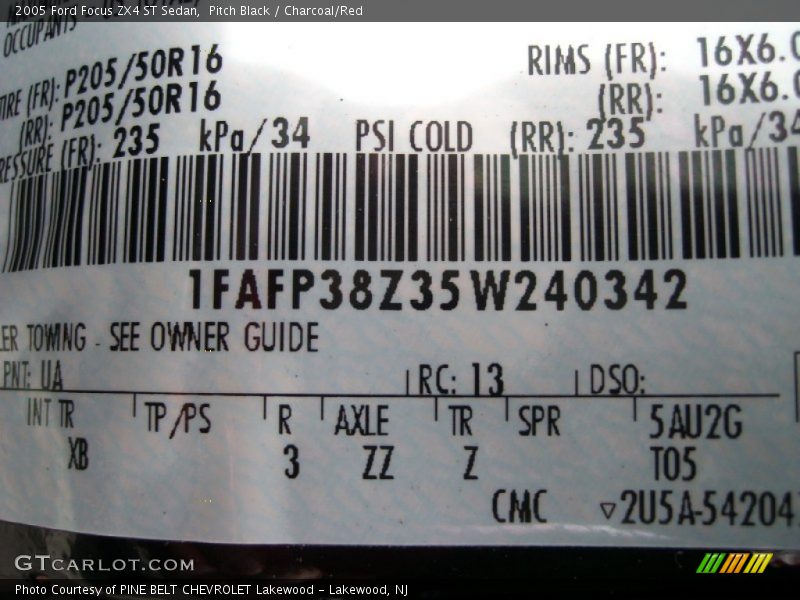 2005 Ford Focus ZX4 ST Sedan, Pitch Black / Charcoal/Red
OCCUPANTS
RIMS (FR): 16X6.0
TIRE (FR): P205/50R16
(RR): 16X6.0
(RR): P205/50R16
PRESSURE (FR): 235 kPa/34 PSI COLD (RR): 235 kPa/34
1FAFP38Z35W240342
LER TOWING - SEE OWNER GUIDE
PNT: UA RC: 13 DSO:
INT TR TP/PS R AXLE TR SPR 5AU2G
XB 3 ZZ Z T05
CMC ▽2U5A-54204
GTCARLOT.COM
Photo Courtesy of PINE BELT CHEVROLET Lakewood - Lakewood, NJ